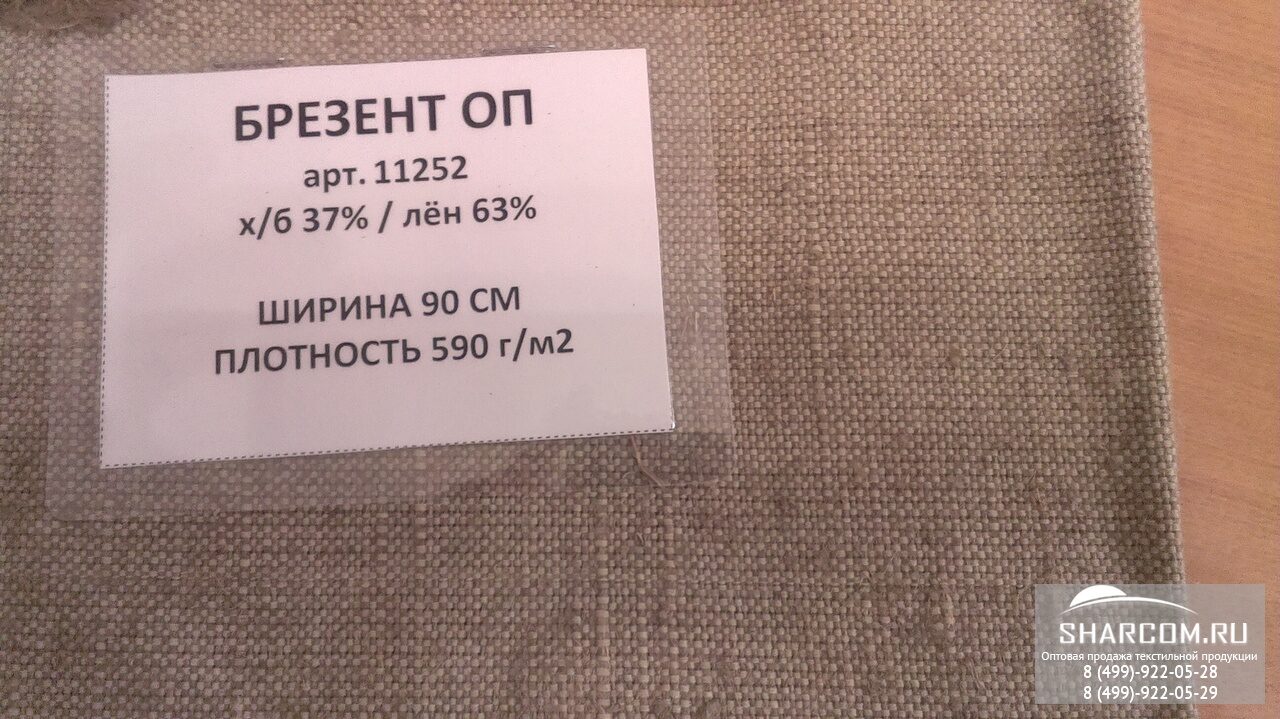 БРЕЗЕНТ ОП
арт. 11252
х/б 37% / лён 63%
ШИРИНА 90 СМ
ПЛОТНОСТЬ 590 г/м2
SHARCOM.RU
Оптовая продажа текстильной продукции
8 (499)-922-05-28
8 (499)-922-05-29